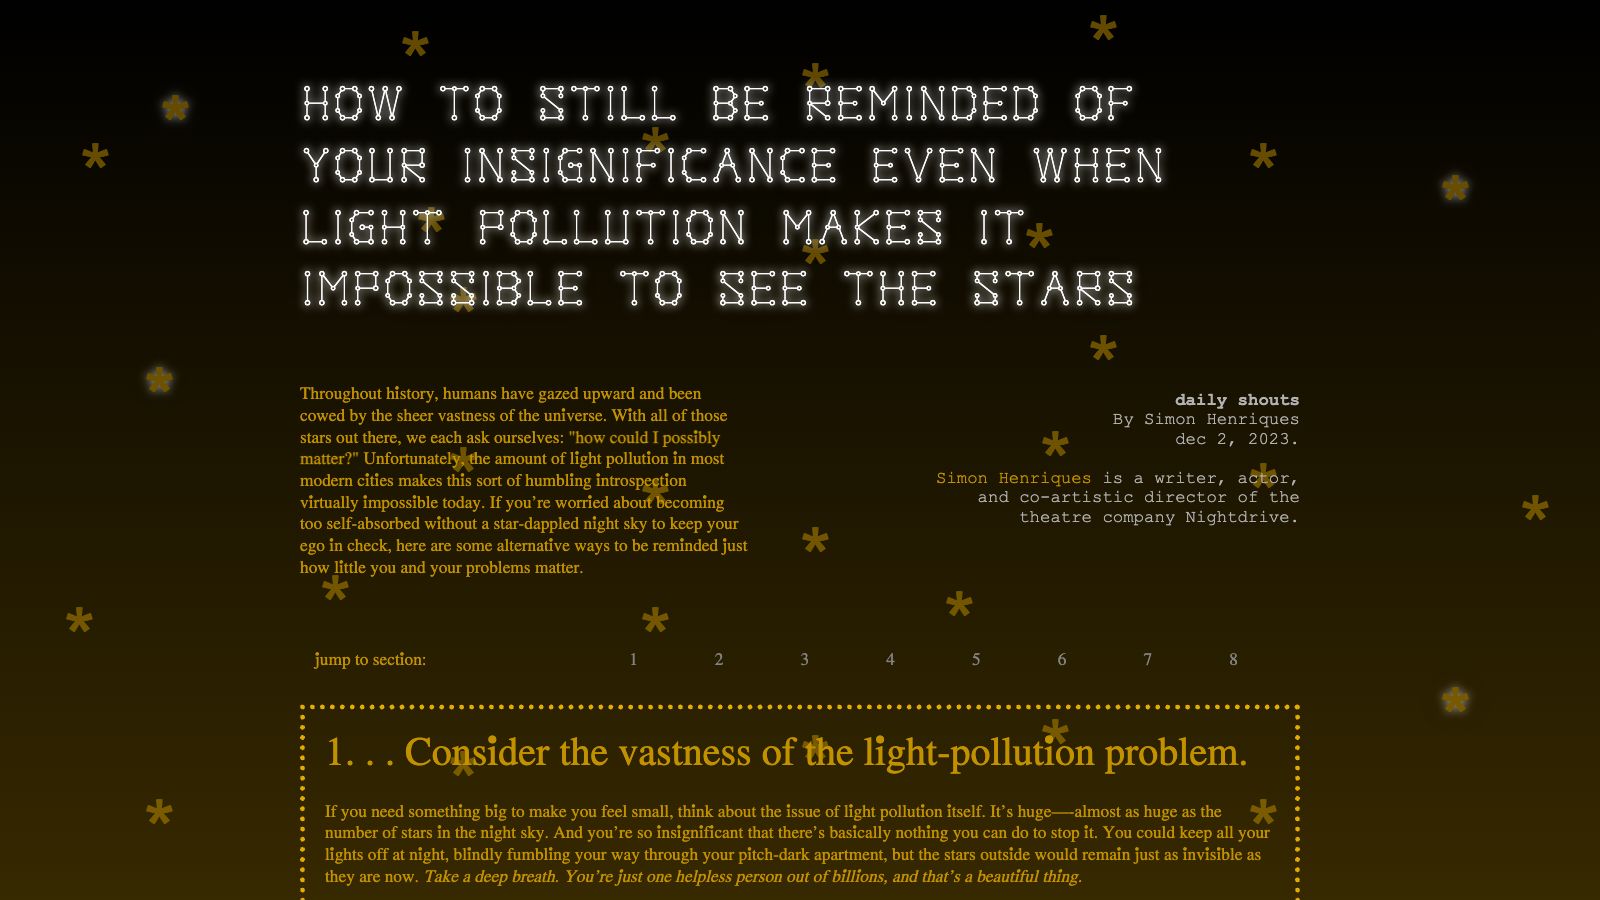 HOW TO STILL BE REMINDED OF
YOUR INSIGNIFICANCE EVEN WHEN
LIGHT POLLUTION MAKES IT
IMPOSSIBLE TO SEE THE STARS
Throughout history, humans have gazed upward and been
cowed by the sheer vastness of the universe. With all of those
stars out there, we each ask ourselves: "how could I possibly
matter?" Unfortunately, the amount of light pollution in most
modern cities makes this sort of humbling introspection
virtually impossible today. If you’re worried about becoming
too self-absorbed without a star-dappled night sky to keep your
ego in check, here are some alternative ways to be reminded just
how little you and your problems matter.
daily shouts
By Simon Henriques
dec 2, 2023.
Simon Henriques is a writer, actor,
and co-artistic director of the
theatre company Nightdrive.
jump to section: 1 2 3 4 5 6 7 8
1. . . Consider the vastness of the light-pollution problem.
If you need something big to make you feel small, think about the issue of light pollution itself. It’s huge—-almost as huge as the
number of stars in the night sky. And you’re so insignificant that there’s basically nothing you can do to stop it. You could keep all your
lights off at night, blindly fumbling your way through your pitch-dark apartment, but the stars outside would remain just as invisible as
they are now. Take a deep breath. You’re just one helpless person out of billions, and that’s a beautiful thing.